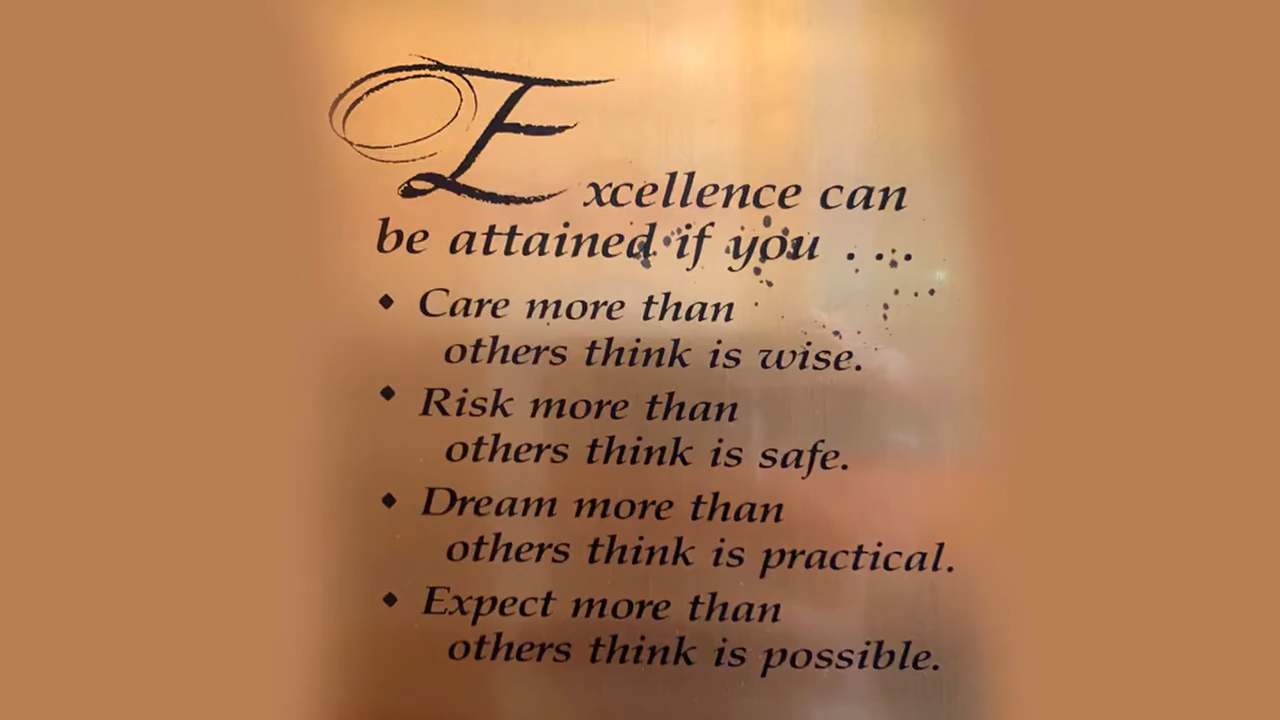 Excellence can
be attained if you . . .
• Care more than
others think is wise.
• Risk more than
others think is safe.
• Dream more than
others think is practical.
• Expect more than
others think is possible.